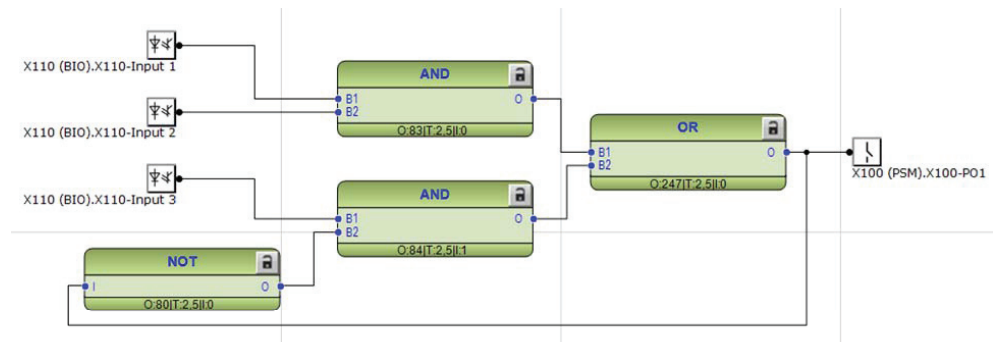 X110 (BIO).X110-Input 1
X110 (BIO).X110-Input 2
X110 (BIO).X110-Input 3
AND
B1 O
B2
O:83|T:2,5|I:0
AND
B1 O
B2
O:84|T:2,5|I:1
NOT
I O
O:80|T:2.5|I:0
OR
B1 O
B2
O:247|T:2,5|I:0
X100 (PSM).X100-PO1